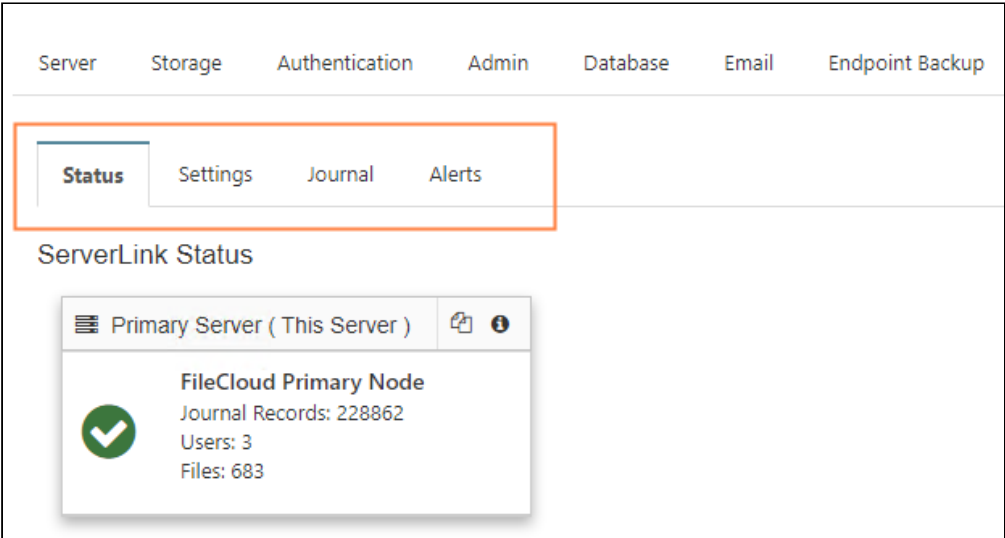 Server Storage Authentication Admin Database Email Endpoint Backup
Status Settings Journal Alerts
ServerLink Status
Primary Server ( This Server )
FileCloud Primary Node
Journal Records: 228862
Users: 3
Files: 683